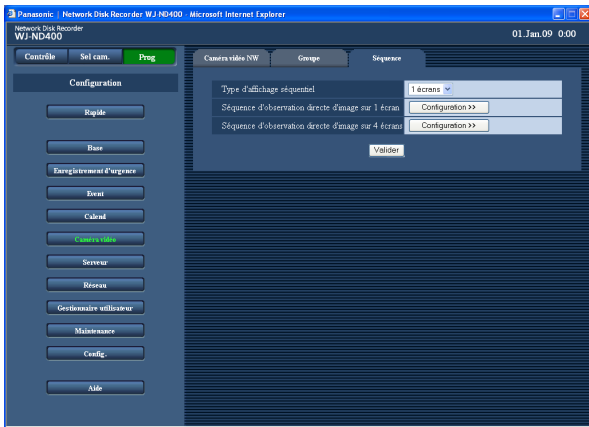 Panasonic | Network Disk Recorder WJ-ND400 - Microsoft Internet Explorer
Network Disk Recorder
WJ-ND400
01.Jan.09 0:00
Contrôle Sel cam. Prog
Caméra vidéo NW Groupe Séquence
Configuration
Rapide
Base
Enregistrement d'urgence
Event
Calend
Caméra vidéo
Serveur
Réseau
Gestionnaire utilisateur
Maintenance
Config.
Aide
Type d'affichage séquentiel 1 écrans
Séquence d'observation directe d'image sur 1 écran Configuration >>
Séquence d'observation directe d'image sur 4 écrans Configuration >>
Valider